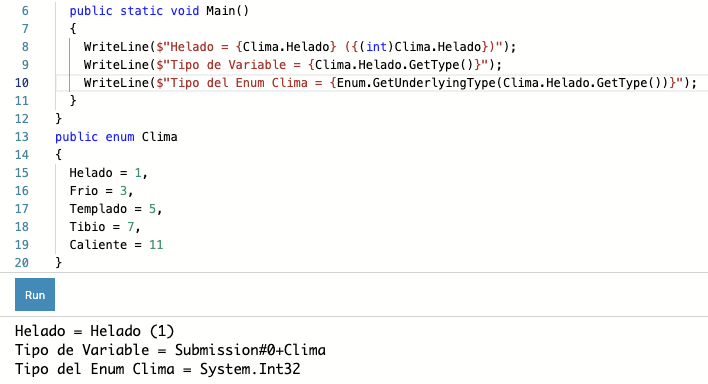 6 public static void Main()
7 {
8 WriteLine($"Helado = {Clima.Helado} ({(int)Clima.Helado})");
9 WriteLine($"Tipo de Variable = {Clima.Helado.GetType()}");
10 WriteLine($"Tipo del Enum Clima = {Enum.GetUnderlyingType(Clima.Helado.GetType())}");
11 }
12 }
13 public enum Clima
14 {
15 Helado = 1,
16 Frio = 3,
17 Templado = 5,
18 Tibio = 7,
19 Caliente = 11
20 }
Run
Helado = Helado (1)
Tipo de Variable = Submission#0+Clima
Tipo del Enum Clima = System.Int32